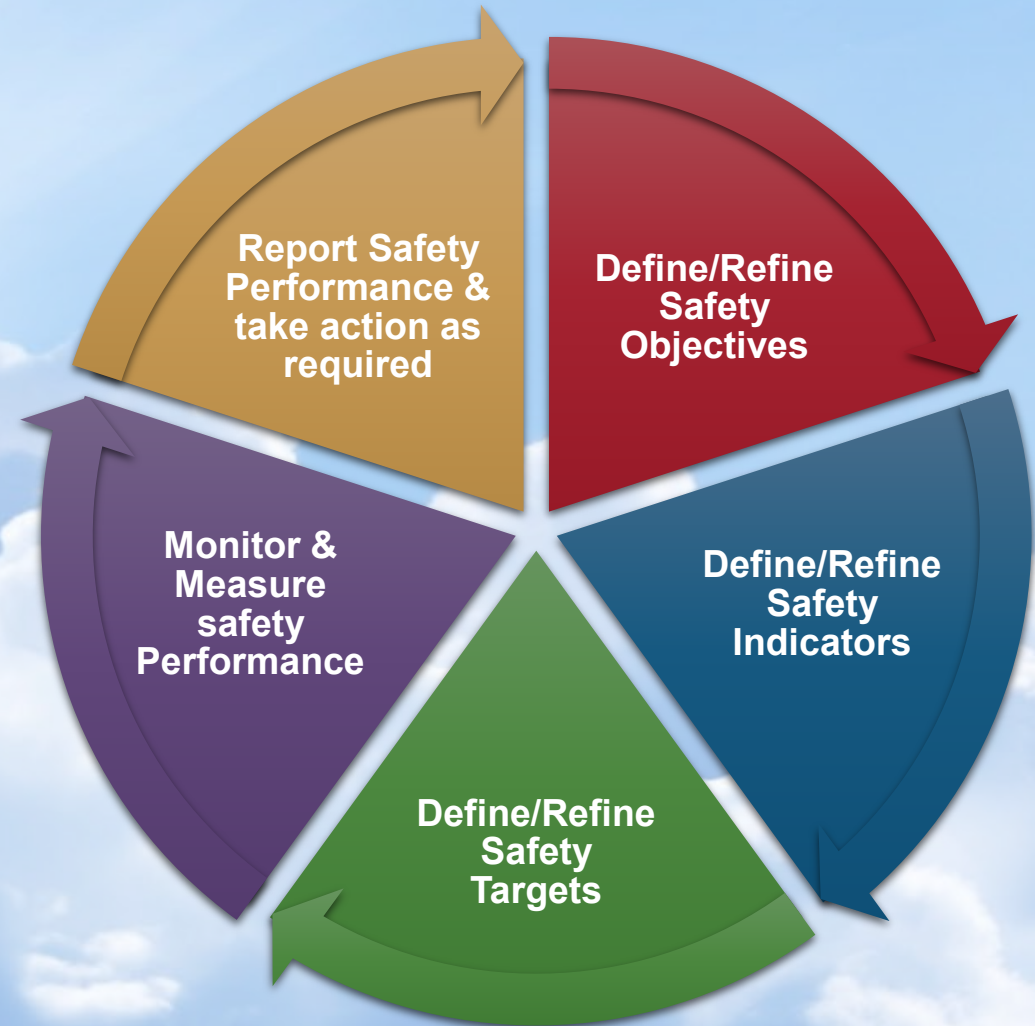 Report Safety
Performance &
take action as
required
Define/Refine
Safety
Objectives
Define/Refine
Safety
Indicators
Define/Refine
Safety
Targets
Monitor &
Measure
safety
Performance